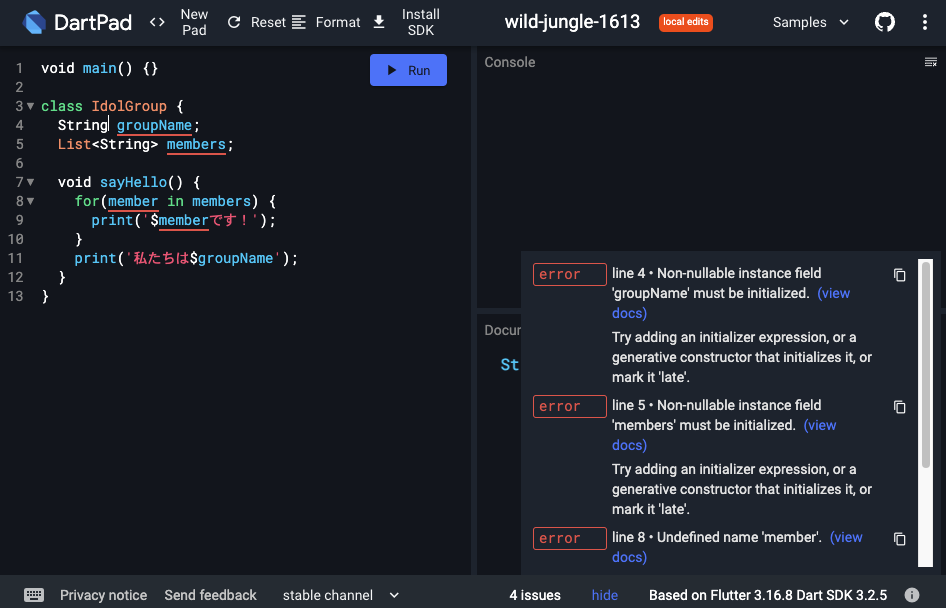 DartPad
<> New Pad
Reset
Format
Install SDK
wild-jungle-1613
local edits
Samples
1 void main() {}
2
3 class IdolGroup {
4 String groupName;
5 List<String> members;
6
7 void sayHello() {
8 for(member in members) {
9 print('$memberです！');
10 }
11 print('私たちは$groupName');
12 }
13 }
Run
Console
error
line 4 • Non-nullable instance field
'groupName' must be initialized. (view
docs)
Try adding an initializer expression, or a
generative constructor that initializes it, or
mark it 'late'.
error
line 5 • Non-nullable instance field
'members' must be initialized. (view
docs)
Try adding an initializer expression, or a
generative constructor that initializes it, or
mark it 'late'.
error
line 8 • Undefined name 'member'. (view
docs)
Docu
St
Privacy notice
Send feedback
stable channel
4 issues
hide
Based on Flutter 3.16.8 Dart SDK 3.2.5